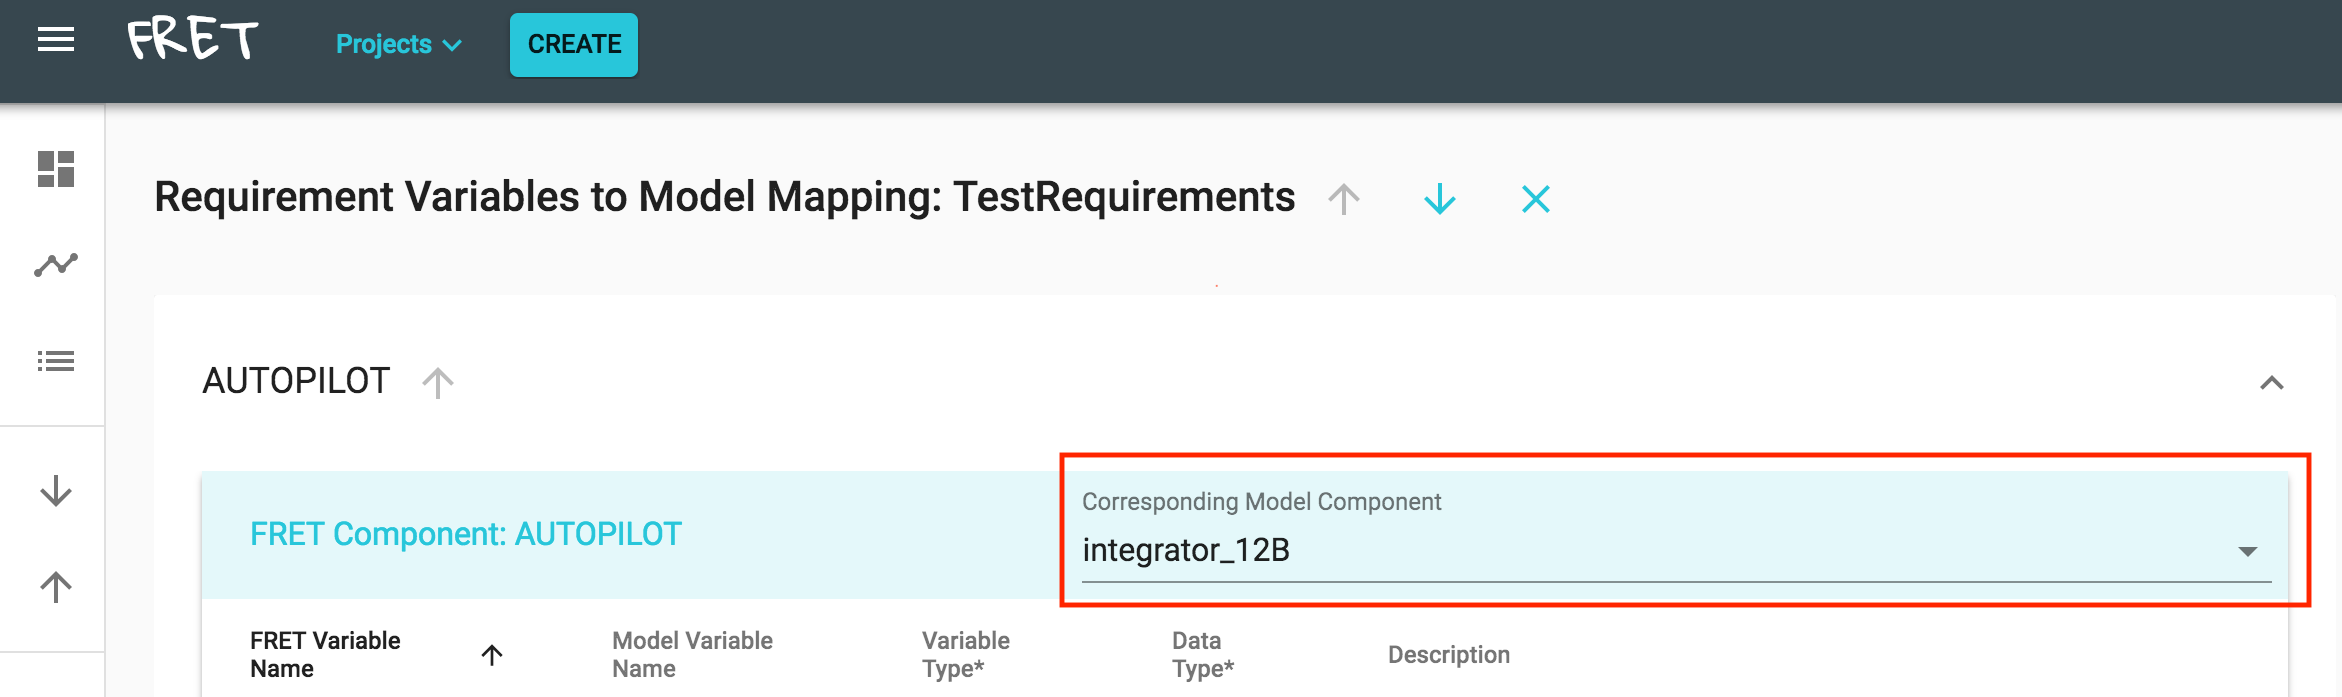 FRET
Projects
CREATE
Requirement Variables to Model Mapping: TestRequirements
AUTOPILOT
FRET Component: AUTOPILOT
Corresponding Model Component
integrator_12B
FRET Variable
Name
Model Variable
Name
Variable
Type*
Data
Type*
Description